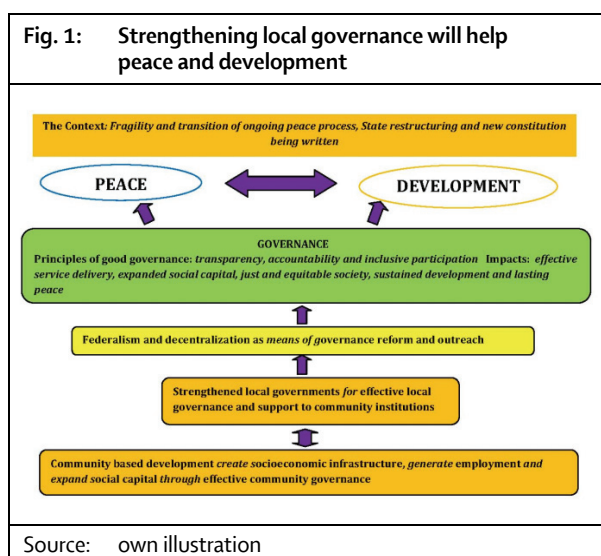 Fig. 1: Strengthening local governance will help
peace and development
The Context: Fragility and transition of ongoing peace process, State restructuring and new constitution
being written
PEACE
DEVELOPMENT
GOVERNANCE
Principles of good governance: transparency, accountability and inclusive participation Impacts: effective
service delivery, expanded social capital, just and equitable society, sustained development and lasting
peace
Federalism and decentralization as means of governance reform and outreach
Strengthened local governments for effective local
governance and support to community institutions
Community based development create socioeconomic infrastructure, generate employment and
expand social capital through effective community governance
Source: own illustration